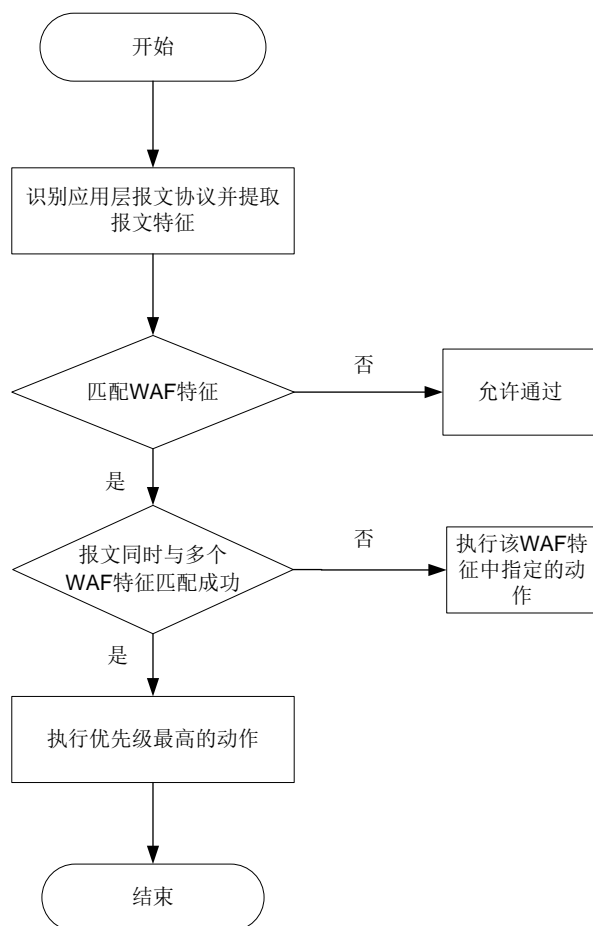 开始
识别应用层报文协议并提取
报文特征
匹配WAF特征
否
允许通过
是
报文同时与多个
WAF特征匹配成功
否
执行该WAF特
征中指定的动
作
是
执行优先级最高的动作
结束